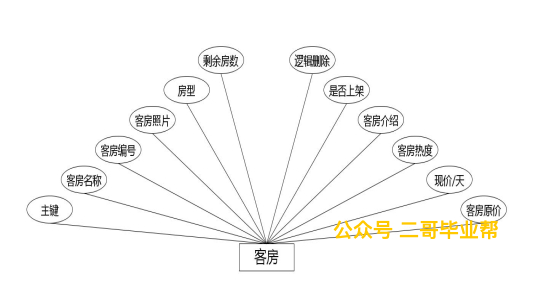 剩余房数
逻辑删除
房型
是否上架
客房照片
客房介绍
客房编号
客房热度
客房名称
现价/天
主键
客房原价
公众号 二哥毕业帮
客房